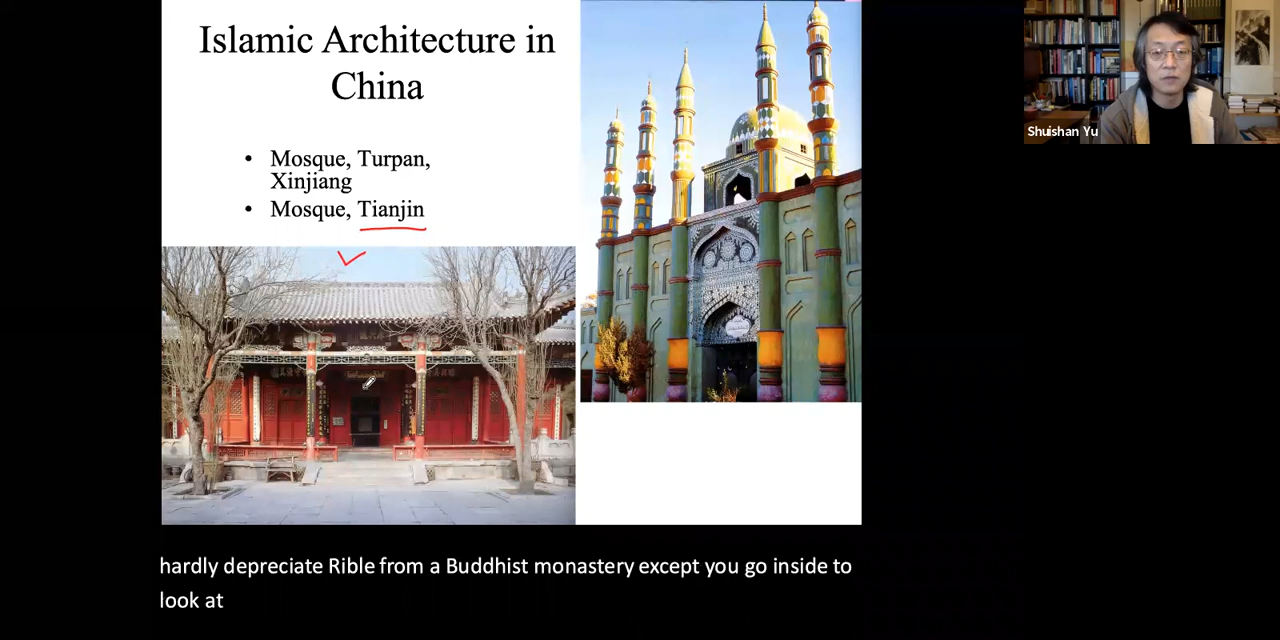 Islamic Architecture in
China
• Mosque, Turpan,
Xinjiang
• Mosque, Tianjin
Shuishan Yu
hardly depreciate Rible from a Buddhist monastery except you go inside to
look at